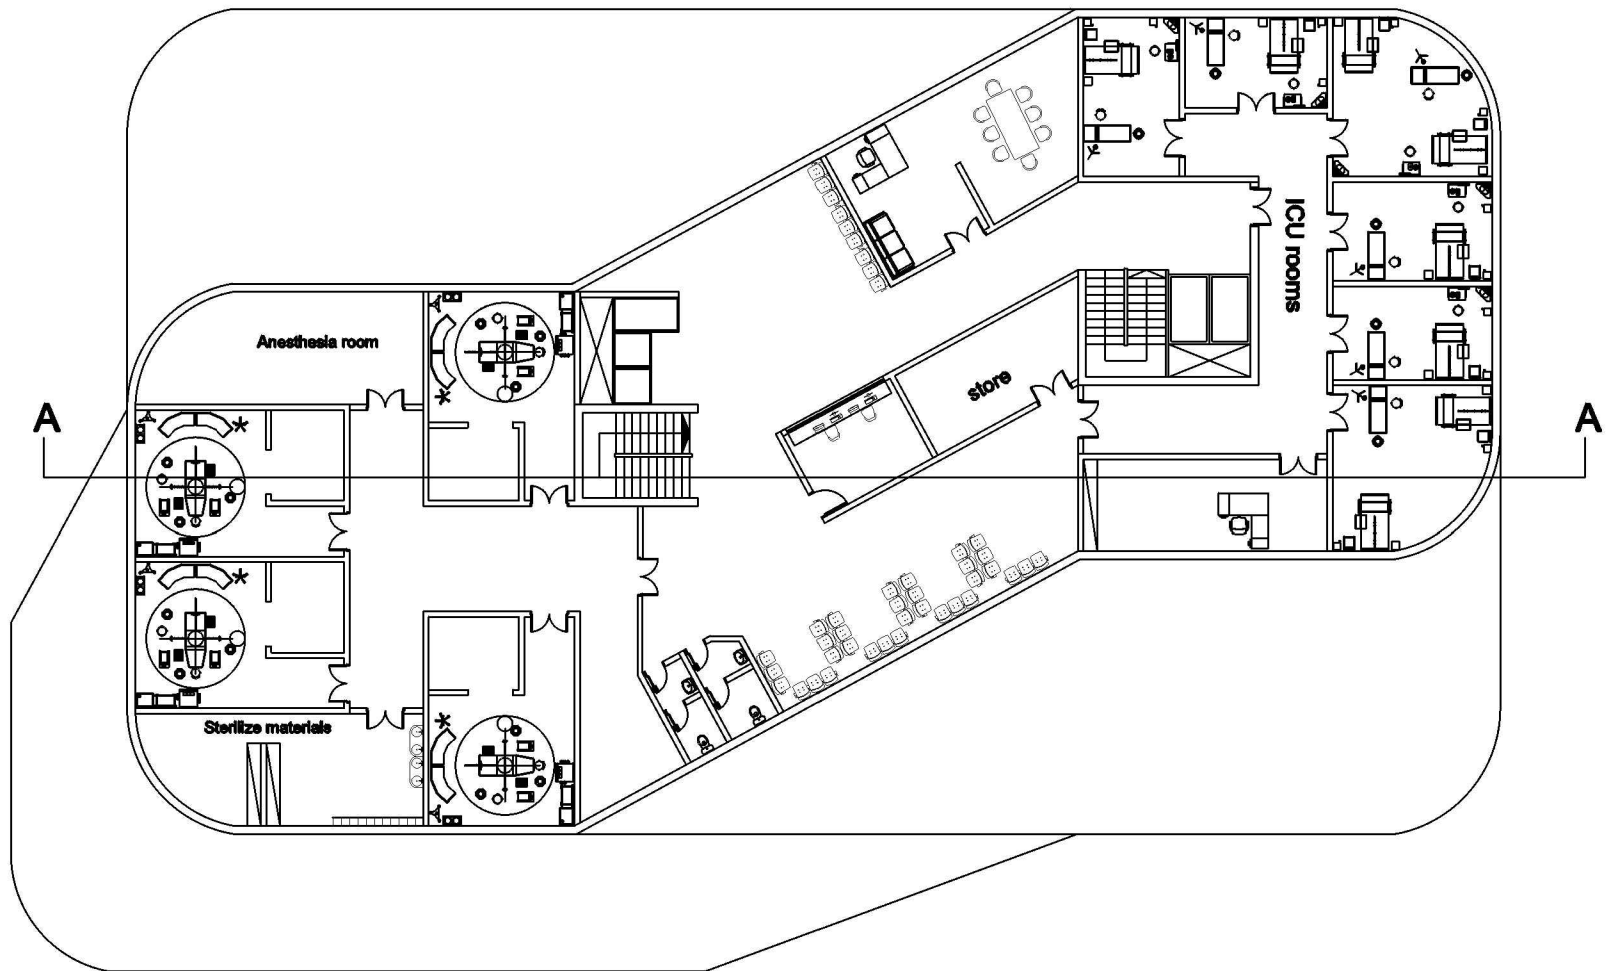 ICU rooms
Anesthesia room
store
A
A
Sterilize materials